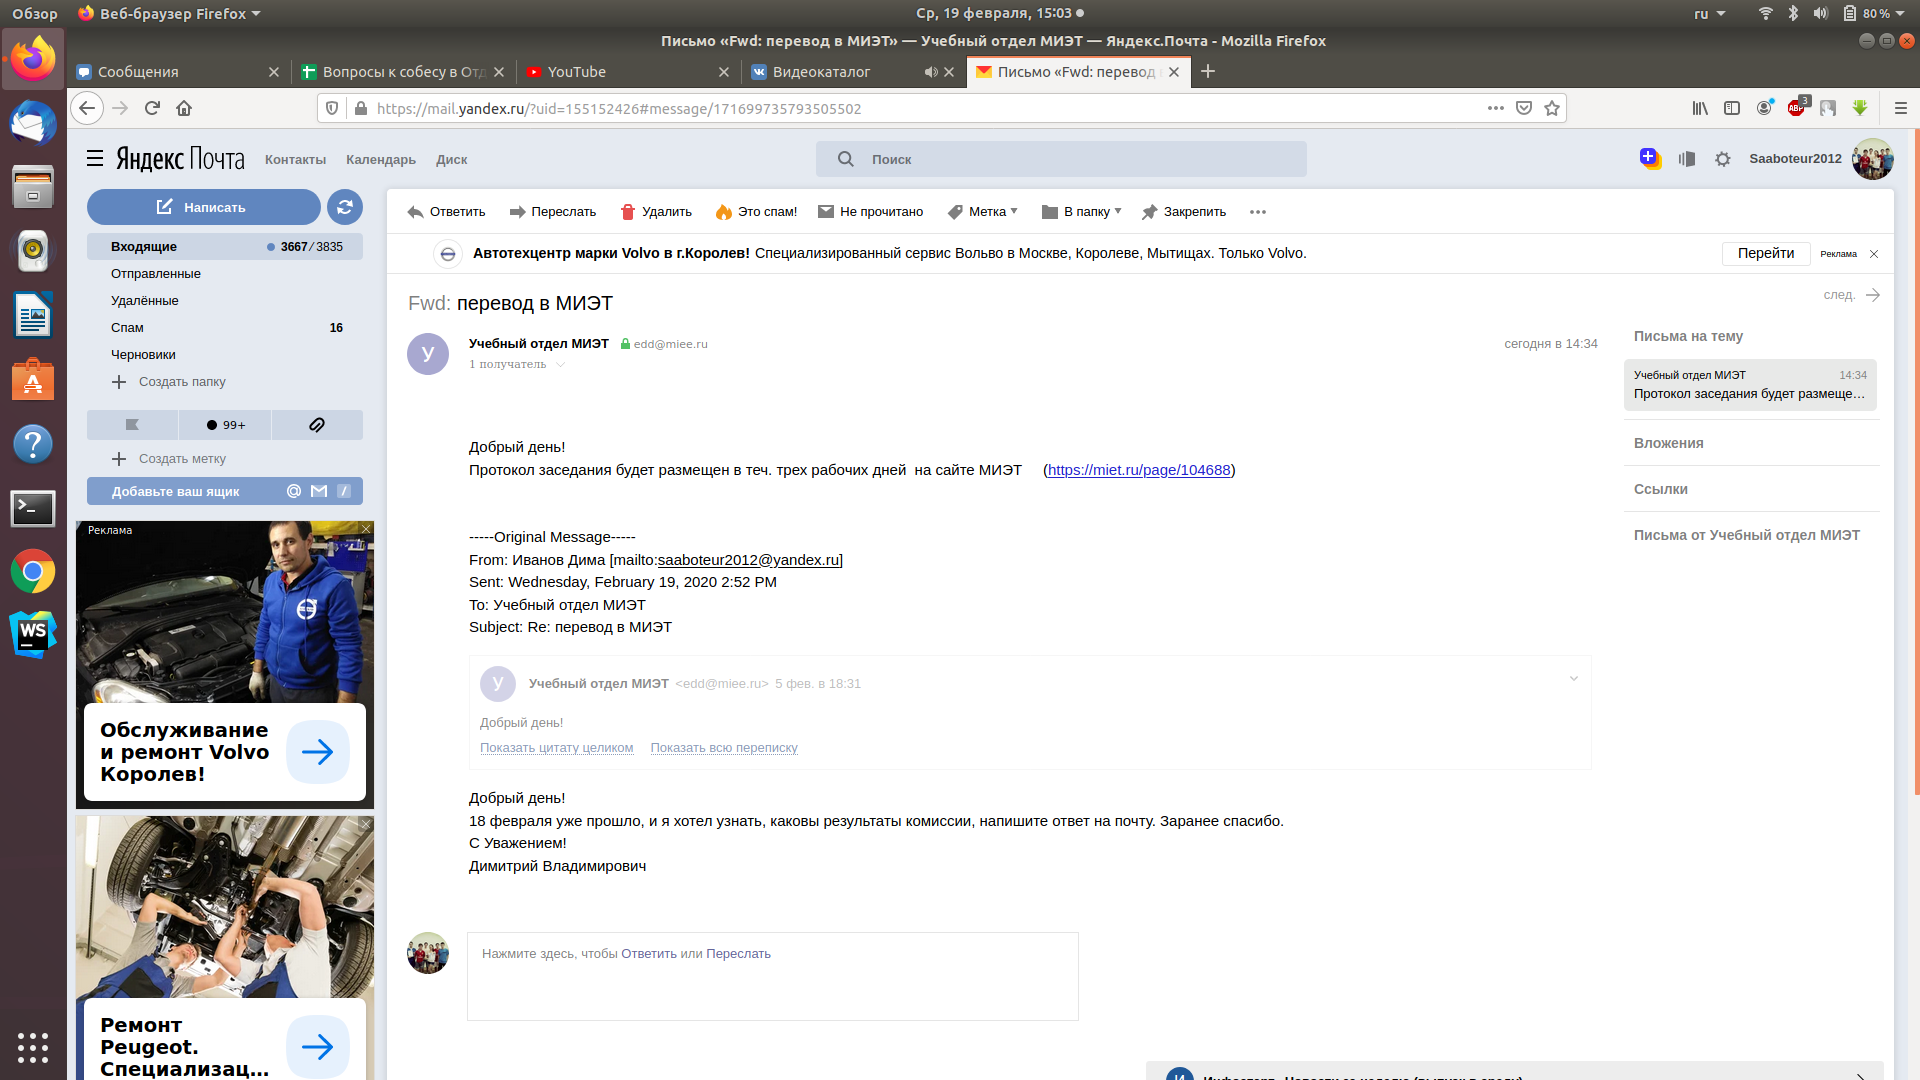 Обзор
Веб-браузер Firefox
Ср, 19 февраля, 15:03
ru
80 %
Письмо «Fwd: перевод в МИЭТ» — Учебный отдел МИЭТ — Яндекс.Почта - Mozilla Firefox
Сообщения
Вопросы к собесу в Отд
YouTube
Видеокаталог
Письмо «Fwd: перевод в
https://mail.yandex.ru/?uid=155152426#message/171699735793505502
ABP
3
Яндекс Почта
Контакты
Календарь
Диск
Поиск
Saaboteur2012
Написать
Входящие
3667/3835
Отправленные
Удалённые
Спам
16
Черновики
Создать папку
99+
Создать метку
Добавьте ваш ящик
Ответить
Переслать
Удалить
Это спам!
Не прочитано
Метка
В папку
Закрепить
Автотехцентр марки Volvo в г.Королев! Специализированный сервис Вольво в Москве, Королеве, Мытищах. Только Volvo.
Перейти
Реклама
Fwd: перевод в МИЭТ
след.
У
Учебный отдел МИЭТ
edd@miee.ru
сегодня в 14:34
1 получатель
Добрый день!
Протокол заседания будет размещен в теч. трех рабочих дней на сайте МИЭТ (https://miet.ru/page/104688)
-----Original Message-----
From: Иванов Дима [mailto:saaboteur2012@yandex.ru]
Sent: Wednesday, February 19, 2020 2:52 PM
To: Учебный отдел МИЭТ
Subject: Re: перевод в МИЭТ
У
Учебный отдел МИЭТ <edd@miee.ru> 5 фев. в 18:31
Добрый день!
Показать цитату целиком
Показать всю переписку
Добрый день!
18 февраля уже прошло, и я хотел узнать, каковы результаты комиссии, напишите ответ на почту. Заранее спасибо.
С Уважением!
Димитрий Владимирович
Нажмите здесь, чтобы Ответить или Переслать
Письма на тему
Учебный отдел МИЭТ
14:34
Протокол заседания будет размеще...
Вложения
Ссылки
Письма от Учебный отдел МИЭТ
Реклама
Обслуживание
и ремонт Volvo
Королев!
Ремонт
Peugeot.
Специализац...
WS